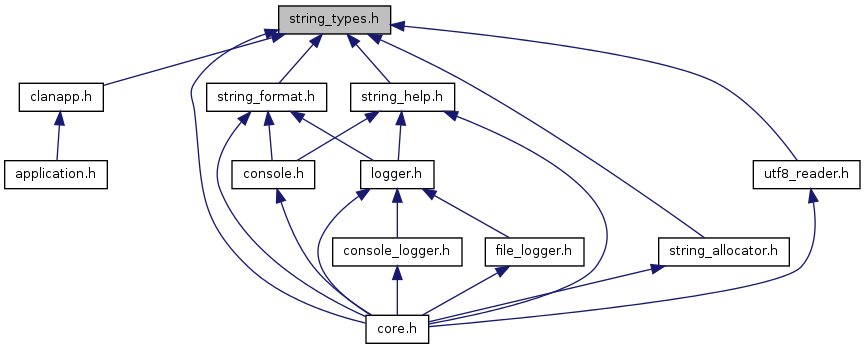 string_types.h
clanapp.h
string_format.h
string_help.h
application.h
console.h
logger.h
utf8_reader.h
console_logger.h
file_logger.h
string_allocator.h
core.h